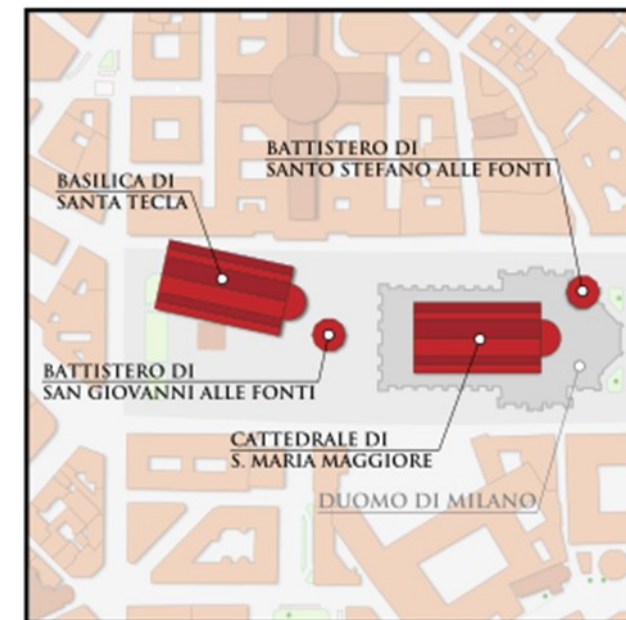 BATTISTERO DI
SANTO STEFANO ALLE FONTI
BASILICA DI
SANTA TECLA
BATTISTERO DI
SAN GIOVANNI ALLE FONTI
CATTEDRALE DI
S. MARIA MAGGIORE
DUOMO DI MILANO